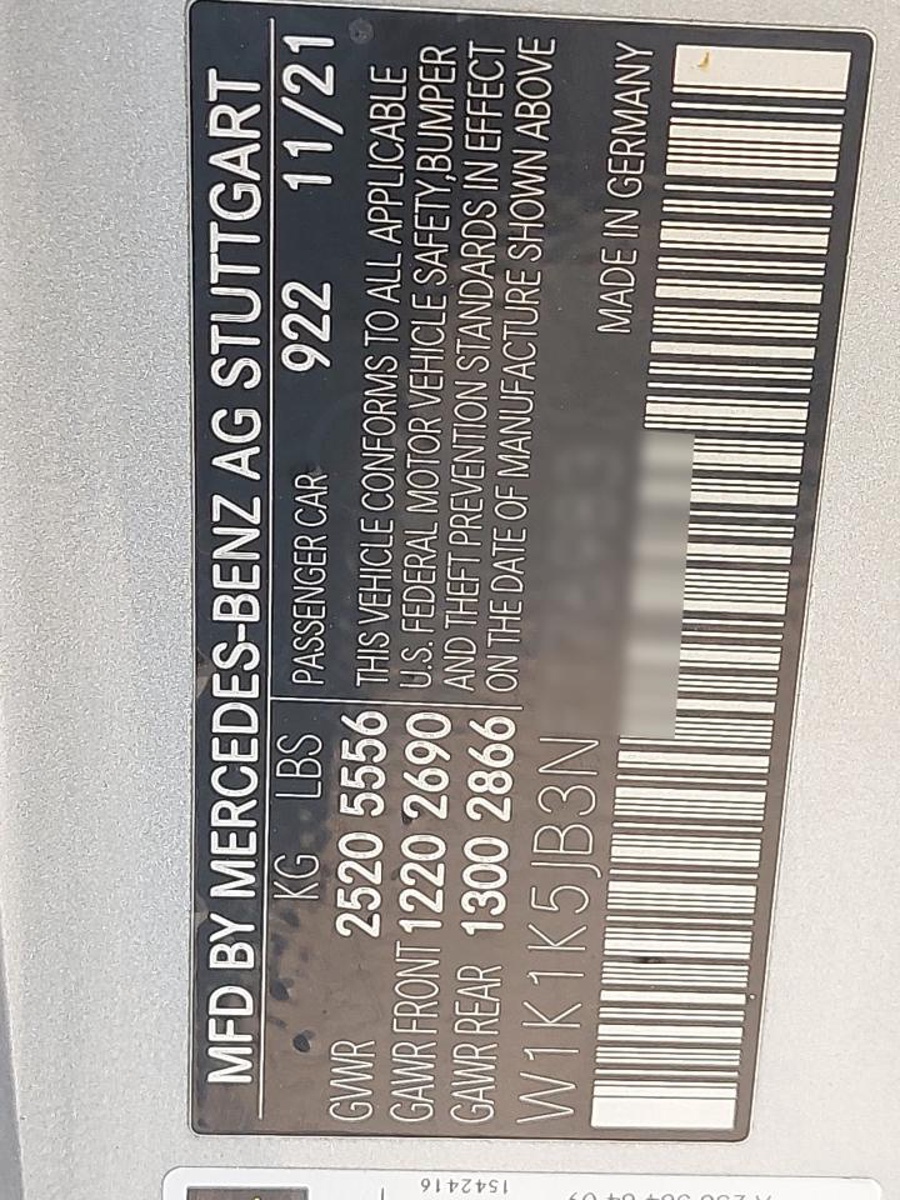 MFD BY MERCEDES-BENZ AG STUTTGART
KG LBS PASSENGER CAR 922 11/21
GVWR 2520 5556 THIS VEHICLE CONFORMS TO ALL APPLICABLE
GAWR FRONT 1220 2690 U.S. FEDERAL MOTOR VEHICLE SAFETY,BUMPER
GAWR REAR 1300 2866 AND THEFT PREVENTION STANDARDS IN EFFECT
ON THE DATE OF MANUFACTURE SHOWN ABOVE
W1K1K5JB3N
MADE IN GERMANY
1542416